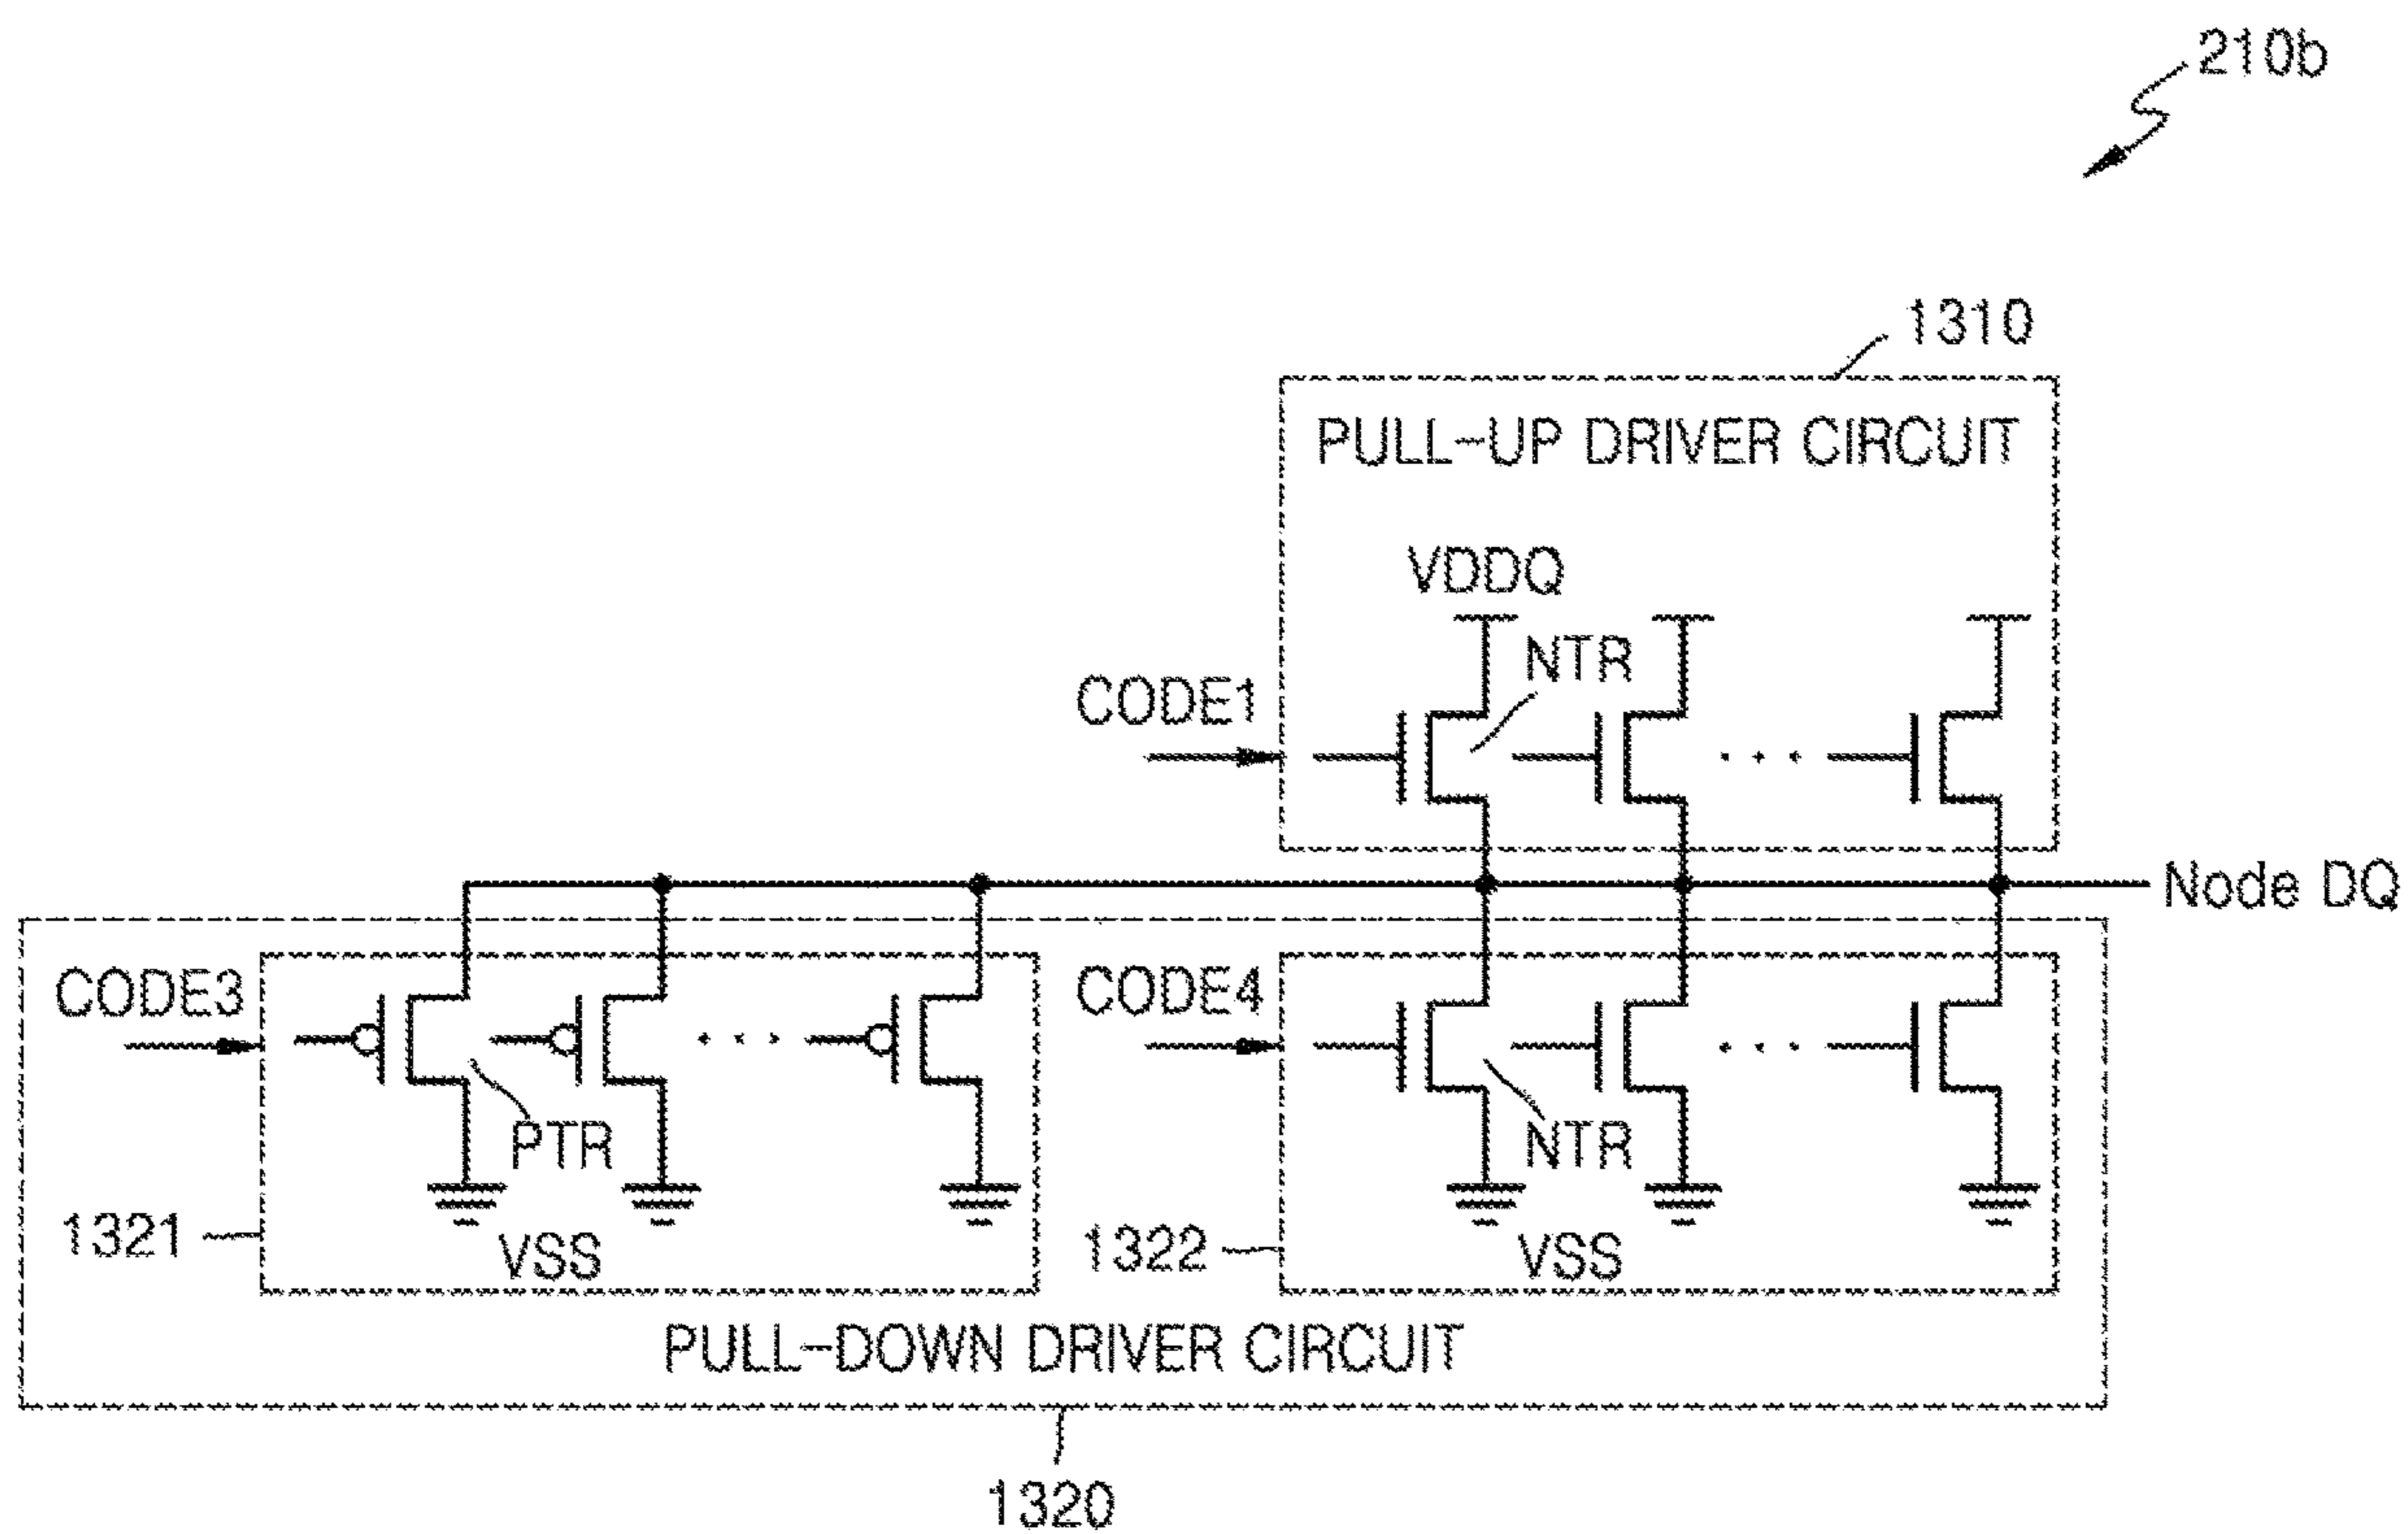 210b
1310
PULL-UP DRIVER CIRCUIT
VDDQ
NTR
CODE1
Node DQ
CODE3
CODE4
PTR
NTR
1321
VSS
1322
VSS
PULL-DOWN DRIVER CIRCUIT
1320